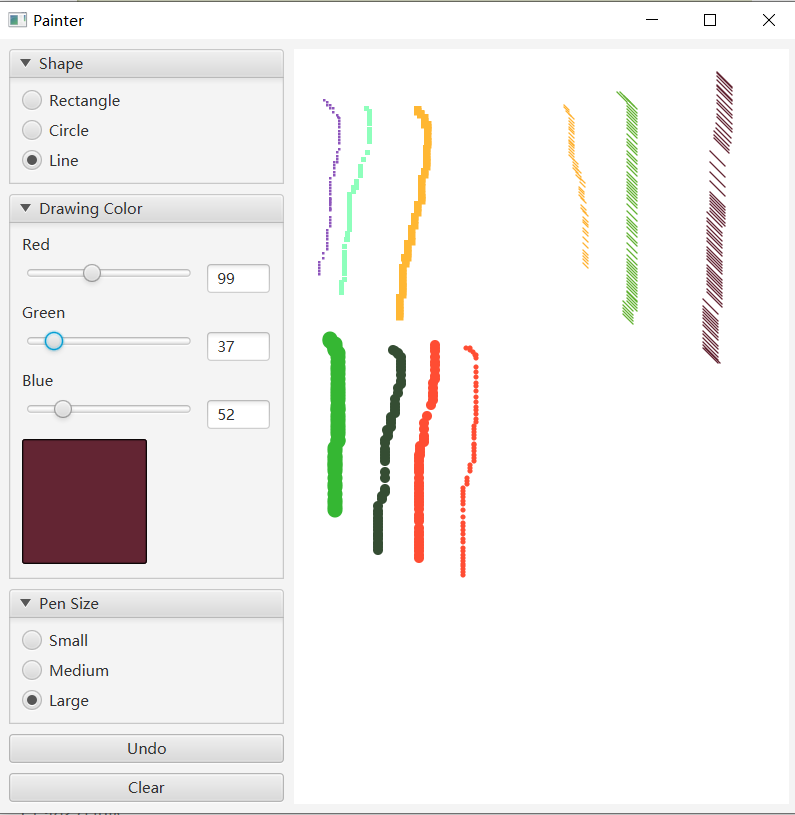 Painter
Shape
Rectangle
Circle
Line
Drawing Color
Red
99
Green
37
Blue
52
Pen Size
Small
Medium
Large
Undo
Clear